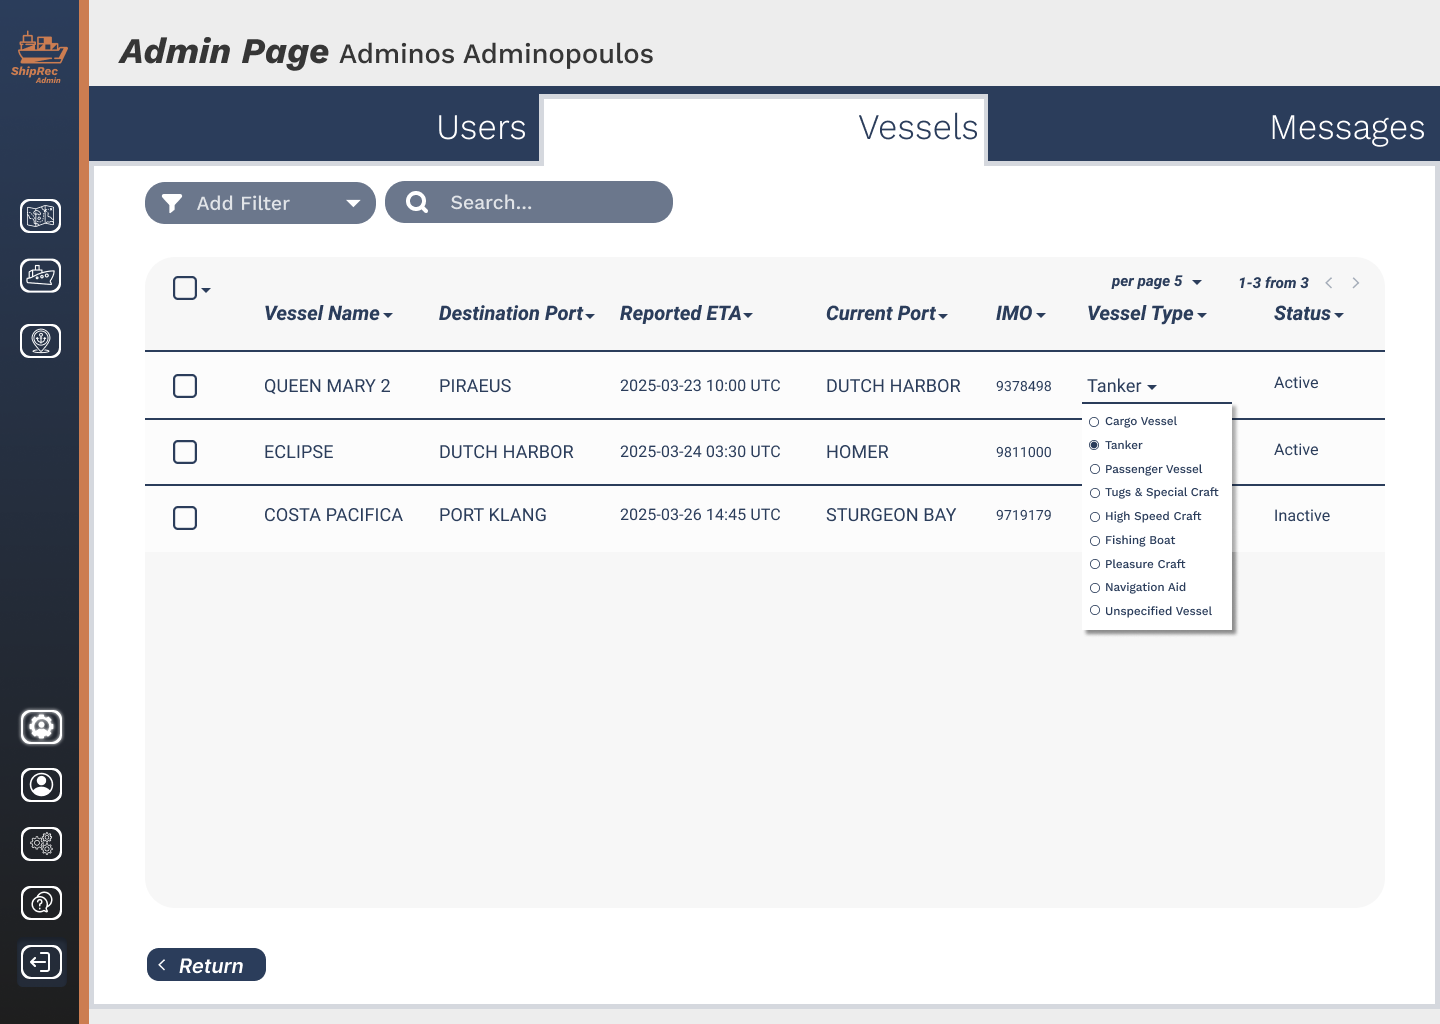 ShipRec
Admin
Admin Page Adminos Adminopoulos
Users Vessels Messages
Add Filter Search...
per page 5 1-3 from 3
Vessel Name Destination Port Reported ETA Current Port IMO Vessel Type Status
QUEEN MARY 2 PIRAEUS 2025-03-23 10:00 UTC DUTCH HARBOR 9378498 Tanker Active
ECLIPSE DUTCH HARBOR 2025-03-24 03:30 UTC HOMER 9811000 Active
COSTA PACIFICA PORT KLANG 2025-03-26 14:45 UTC STURGEON BAY 9719179 Inactive
Cargo Vessel
Tanker
Passenger Vessel
Tugs & Special Craft
High Speed Craft
Fishing Boat
Pleasure Craft
Navigation Aid
Unspecified Vessel
Return